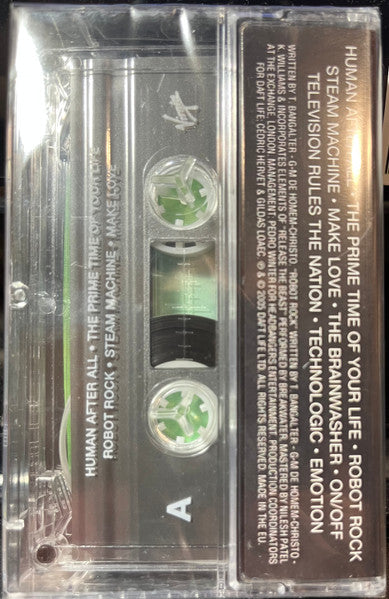 HUMAN AFTER ALL • THE PRIME TIME OF YOUR LIFE • ROBOT ROCK
STEAM MACHINE • MAKE LOVE • THE BRAINWASHER • ON/OFF
TELEVISION RULES THE NATION • TECHNOLOGIC • EMOTION
WRITTEN BY T. BANGALTER - G-M DE HOMEM-CHRISTO • "ROBOT ROCK" WRITTEN BY T. BANGALTER - G-M DE HOMEM-CHRISTO -
K. WILLIAMS & INCORPORATES ELEMENTS OF "RELEASE THE BEAST" PERFORMED BY BREAKWATER. MASTERED BY NILESH PATEL
AT THE EXCHANGE, LONDON. MANAGEMENT: PEDRO WINTER FOR HEADBANGERS ENTERTAINMENT. PRODUCTION COORDINATORS
FOR DAFT LIFE: CÉDRIC HERVET & GILDAS LOAEC. ℗ & © 2005 DAFT LIFE LTD. ALL RIGHTS RESERVED. MADE IN THE EU.
Virgin
A
HUMAN AFTER ALL • THE PRIME TIME OF YOUR LIFE
ROBOT ROCK • STEAM MACHINE • MAKE LOVE